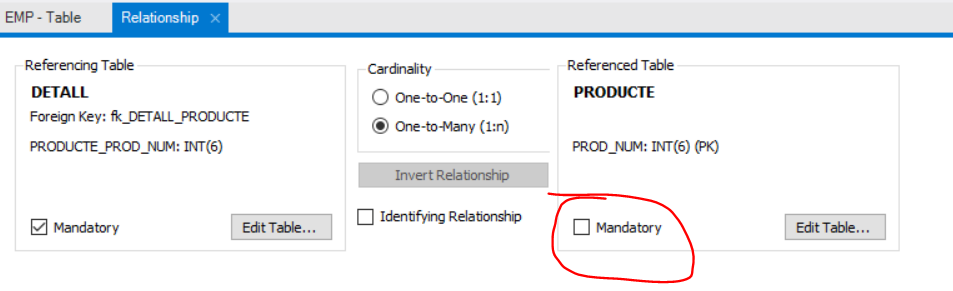 EMP - Table Relationship ×
Referencing Table
DETALL
Foreign Key: fk_DETALL_PRODUCTE
PRODUCTE_PROD_NUM: INT(6)
Mandatory Edit Table...
Cardinality
One-to-One (1:1)
One-to-Many (1:n)
Invert Relationship
Identifying Relationship
Referenced Table
PRODUCTE
PROD_NUM: INT(6) (PK)
Mandatory Edit Table...